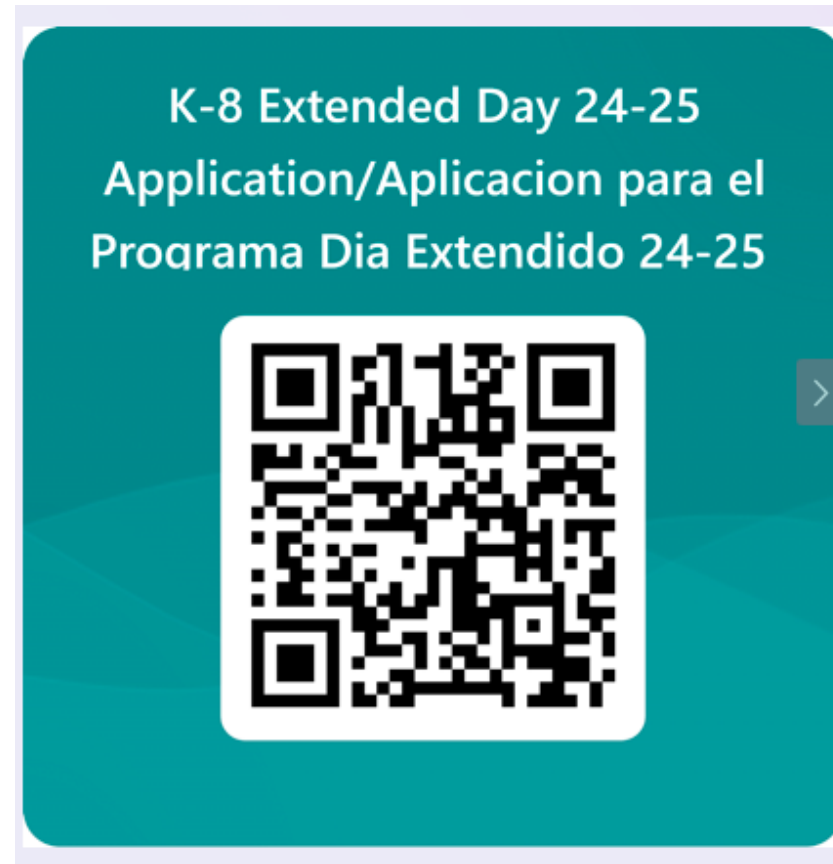 K-8 Extended Day 24-25
Application/Aplicacion para el
Programa Dia Extendido 24-25